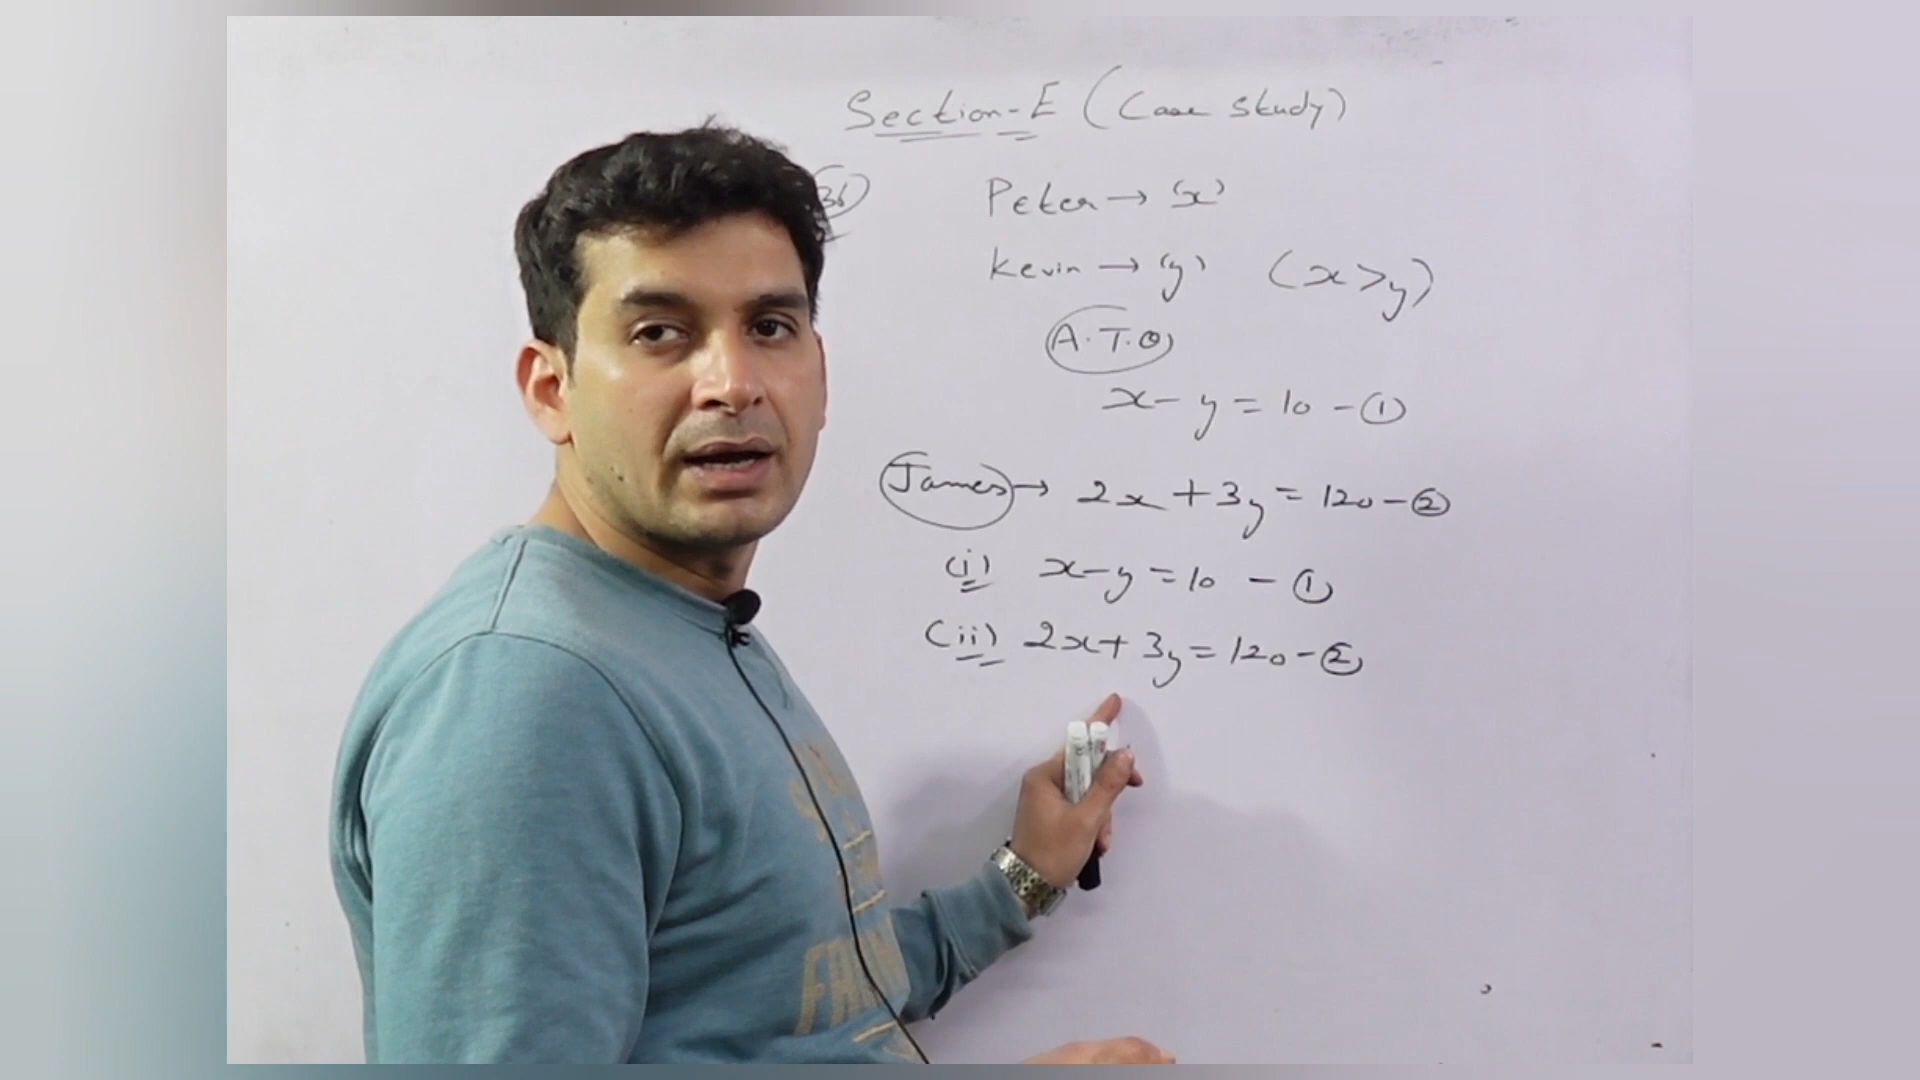 Section-E (Case Study)
36
Peter → 'x'
Kevin → 'y' (x>y)
A.T.Q
x - y = 10 - ①
James → 2x + 3y = 120 - ②
(i) x - y = 10 - ①
(ii) 2x + 3y = 120 - ②